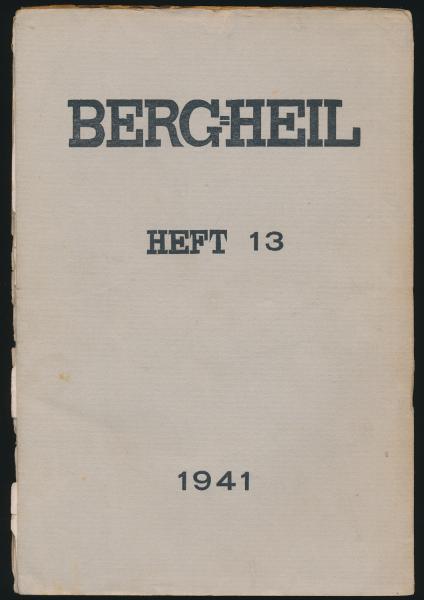 BERG=HEIL
HEFT 13
1941